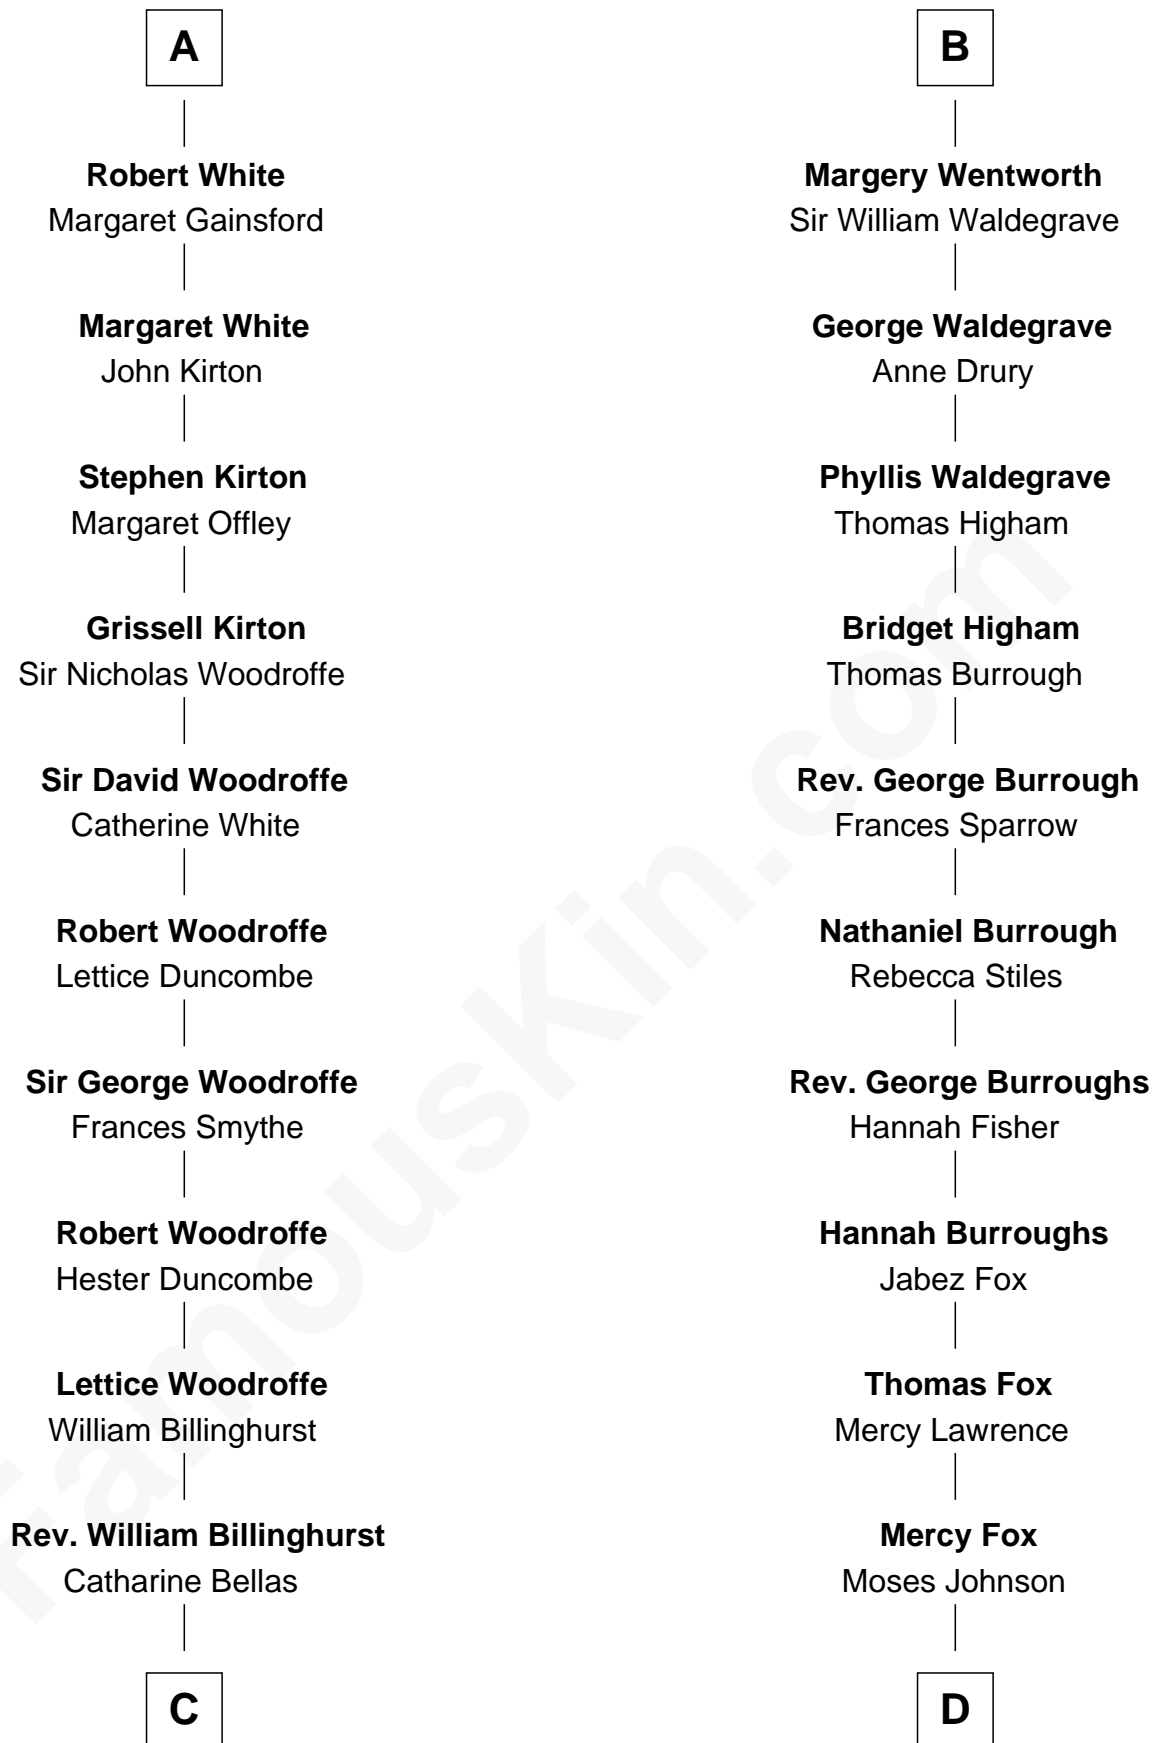 A
Robert White
Margaret Gainsford
Margaret White
John Kirton
Stephen Kirton
Margaret Offley
Grissell Kirton
Sir Nicholas Woodroffe
Sir David Woodroffe
Catherine White
Robert Woodroffe
Lettice Duncombe
Sir George Woodroffe
Frances Smythe
Robert Woodroffe
Hester Duncombe
Lettice Woodroffe
William Billinghurst
Rev. William Billinghurst
Catharine Bellas
C
B
Margery Wentworth
Sir William Waldegrave
George Waldegrave
Anne Drury
Phyllis Waldegrave
Thomas Higham
Bridget Higham
Thomas Burrough
Rev. George Burrough
Frances Sparrow
Nathaniel Burrough
Rebecca Stiles
Rev. George Burroughs
Hannah Fisher
Hannah Burroughs
Jabez Fox
Thomas Fox
Mercy Lawrence
Mercy Fox
Moses Johnson
D
FamousKin.com